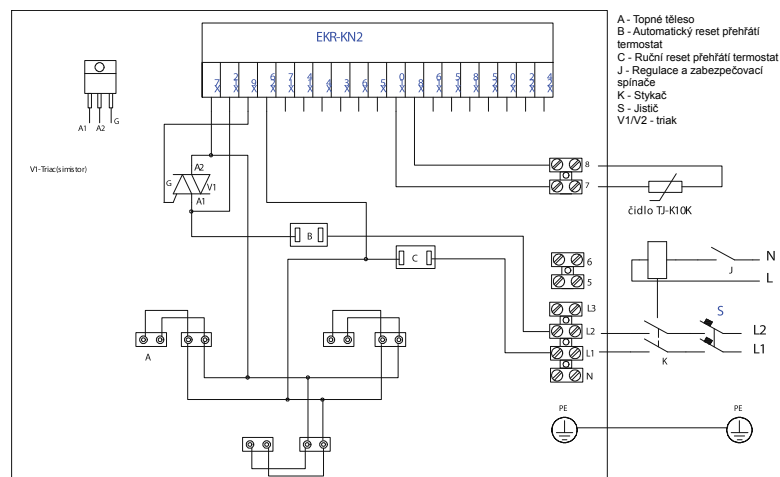 EKR-KN2
A - Topné těleso
B - Automatický reset přehřátí
termostat
C - Ruční reset přehřátí termostat
J - Regulace a zabezpečovací
spínače
K - Stykač
S - Jistič
V1/V2 - triak
A1 A2 G
V1-Triac(simistor)
A2
G V1
A1
B
C
8
7
čidlo TJ-K10K
6
5
L3
L2
L1
N
J
N
L
S
L2
L1
K
A
PE
PE